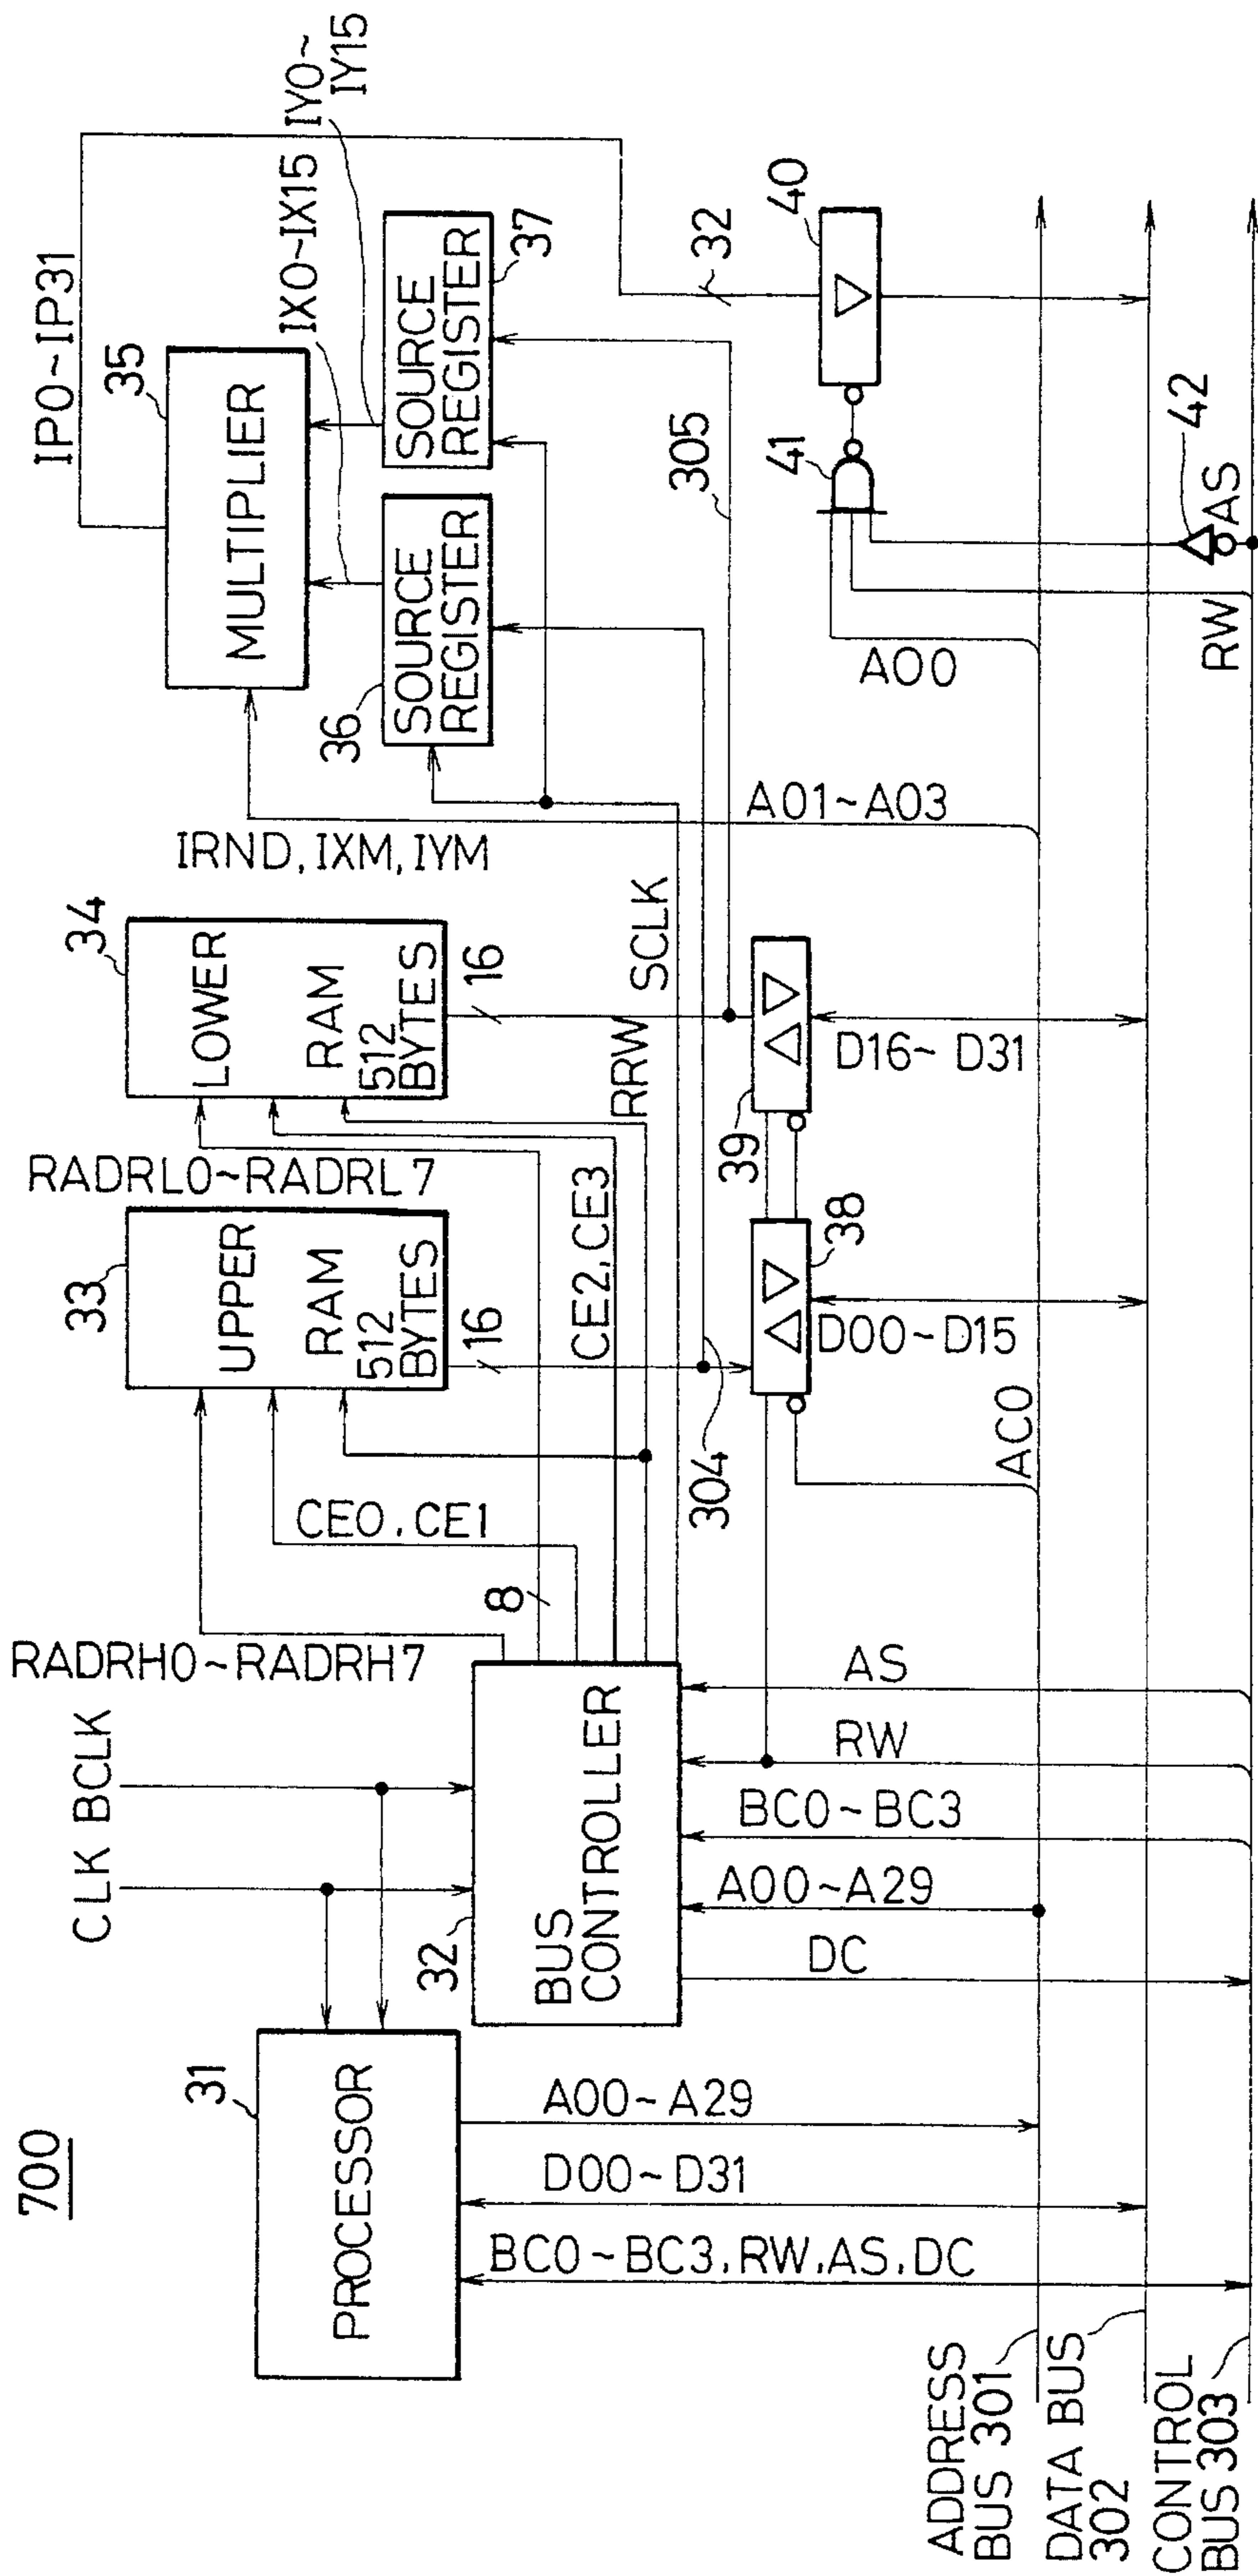 700
31
PROCESSOR
CLK
BCLK
32
BUS
CONTROLLER
RADRH0~RADRH7
CE0,CE1
8
33
UPPER
RAM
512
BYTES
16
RADRL0~RADRL7
CE2,CE3
34
LOWER
RAM
512
BYTES
16
RRW
SCLK
IRND,IXM,IYM
IP0~IP31
35
MULTIPLIER
IX0~IX15
IY0~
IY15
36
SOURCE
REGISTER
SOURCE
REGISTER
37
A00~A29
D00~D31
BC0~BC3,RW,AS,DC
DC
A00~A29
BC0~BC3
RW
AS
304
AC0
38
D00~D15
39
D16~D31
A01~A03
305
A00
41
32
40
42
RW
AS
ADDRESS
BUS 301
DATA BUS
302
CONTROL
BUS 303